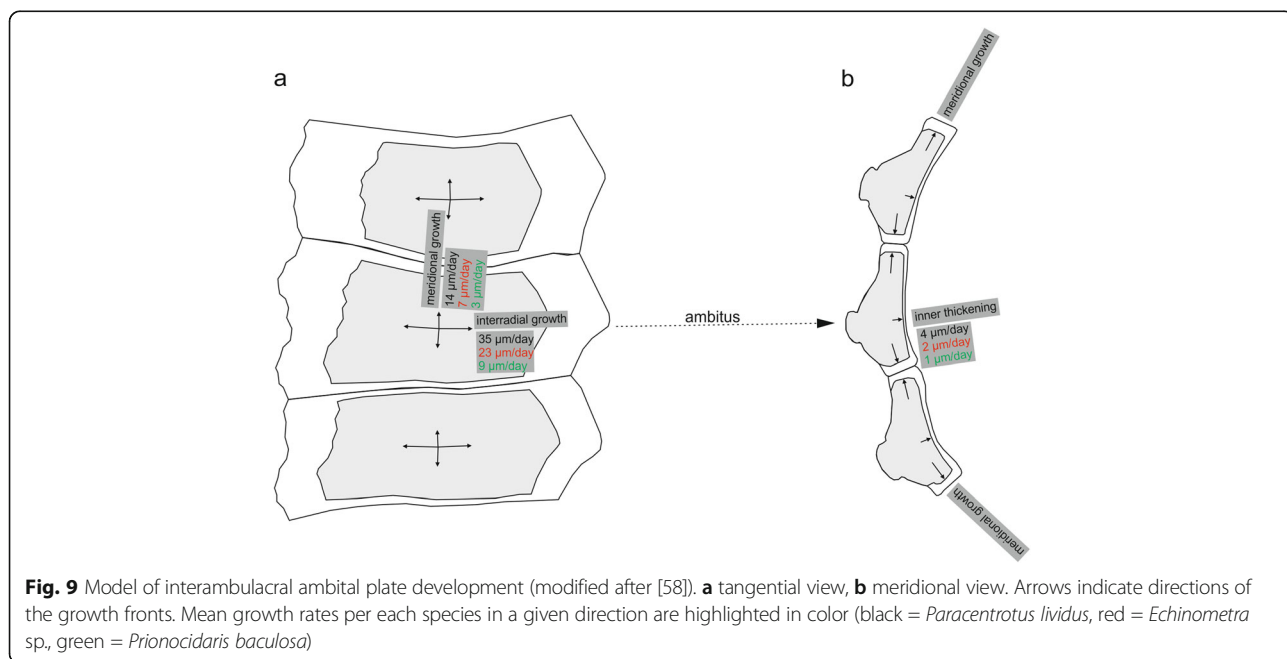 a
b
meridional growth
meridional growth
14 µm/day
7 µm/day
3 µm/day
interradial growth
35 µm/day
23 µm/day
9 µm/day
ambitus
inner thickening
4 µm/day
2 µm/day
1 µm/day
meridional growth
Fig. 9 Model of interambulacral ambital plate development (modified after [58]). a tangential view, b meridional view. Arrows indicate directions of
the growth fronts. Mean growth rates per each species in a given direction are highlighted in color (black = Paracentrotus lividus, red = Echinometra
sp., green = Prionocidaris baculosa)